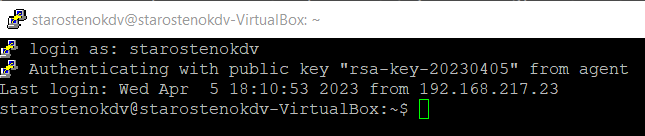 starostenokdv@starostenokdv-VirtualBox: ~
login as: starostenokdv
Authenticating with public key "rsa-key-20230405" from agent
Last login: Wed Apr  5 18:10:53 2023 from 192.168.217.23
starostenokdv@starostenokdv-VirtualBox:~$